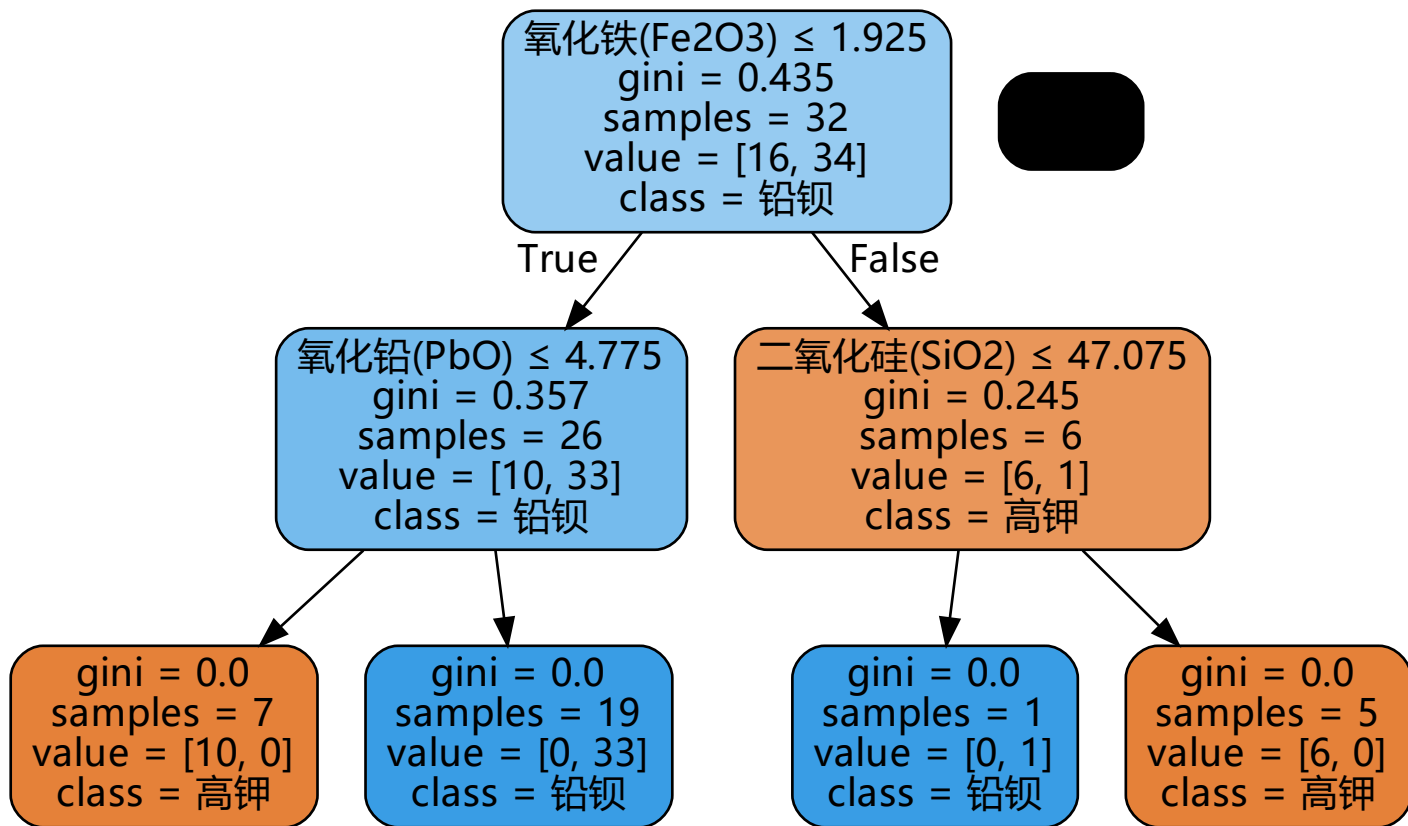 氧化铁(Fe2O3) ≤ 1.925
gini = 0.435
samples = 32
value = [16, 34]
class = 铅钡
True
False
氧化铅(PbO) ≤ 4.775
gini = 0.357
samples = 26
value = [10, 33]
class = 铅钡
二氧化硅(SiO2) ≤ 47.075
gini = 0.245
samples = 6
value = [6, 1]
class = 高钾
gini = 0.0
samples = 7
value = [10, 0]
class = 高钾
gini = 0.0
samples = 19
value = [0, 33]
class = 铅钡
gini = 0.0
samples = 1
value = [0, 1]
class = 铅钡
gini = 0.0
samples = 5
value = [6, 0]
class = 高钾